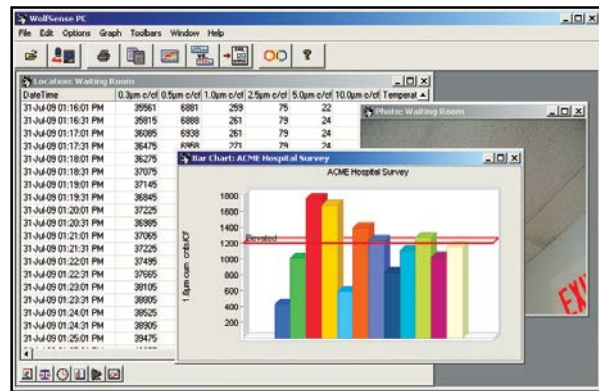 WolfSense PC
File Edit Options Graph Toolbars Window Help
Location: Waiting Room
DateTime 0.3µm c/cf 0.5µm c/cf 1.0µm c/cf 2.5µm c/cf 5.0µm c/cf 10.0µm c/cf Temperat
31-Jul-09 01:16:01 PM 35561 6881 259 75 22
31-Jul-09 01:16:31 PM 35815 6888 261 79 24
31-Jul-09 01:17:01 PM 36085 6938 261 79 24
31-Jul-09 01:17:31 PM 36475 6958 271 79 24
31-Jul-09 01:18:01 PM 36275
31-Jul-09 01:18:31 PM 37075
31-Jul-09 01:19:01 PM 37145
31-Jul-09 01:19:31 PM 36845
31-Jul-09 01:20:01 PM 37225
31-Jul-09 01:20:31 PM 36985
31-Jul-09 01:21:01 PM 37065
31-Jul-09 01:21:31 PM 37225
31-Jul-09 01:22:01 PM 37495
31-Jul-09 01:22:31 PM 37665
31-Jul-09 01:23:01 PM 38105
31-Jul-09 01:23:31 PM 38805
31-Jul-09 01:24:01 PM 38525
31-Jul-09 01:24:31 PM 38905
31-Jul-09 01:25:01 PM 39475
Photo: Waiting Room
EXI
Bar Chart: ACME Hospital Survey
ACME Hospital Survey
1.0µm cum. cnts/CF
1800
1600
1400
1200
1000
800
600
400
200
Elevated